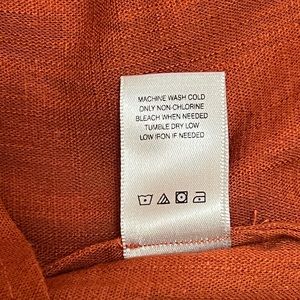 MACHINE WASH COLD
ONLY NON-CHLORINE
BLEACH WHEN NEEDED
TUMBLE DRY LOW
LOW IRON IF NEEDED